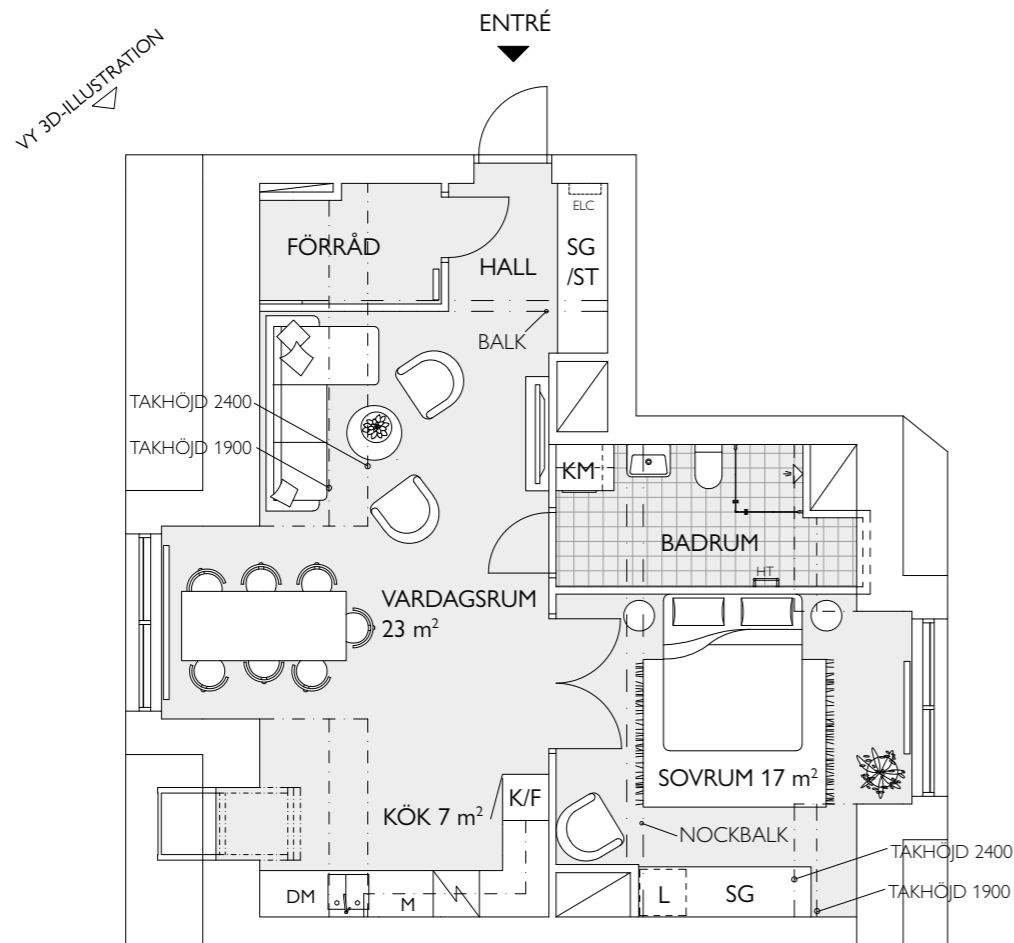 ENTRÉ
VY 3D-ILLUSTRATION
ELC
FÖRRÅD
SG
/ST
HALL
BALK
TAKHÖJD 2400
TAKHÖJD 1900
KM
BADRUM
HT
VARDAGSRUM
23 m²
SOVRUM 17 m²
K/F
KÖK 7 m²
NOCKBALK
TAKHÖJD 2400
DM
M
L
SG
TAKHÖJD 1900